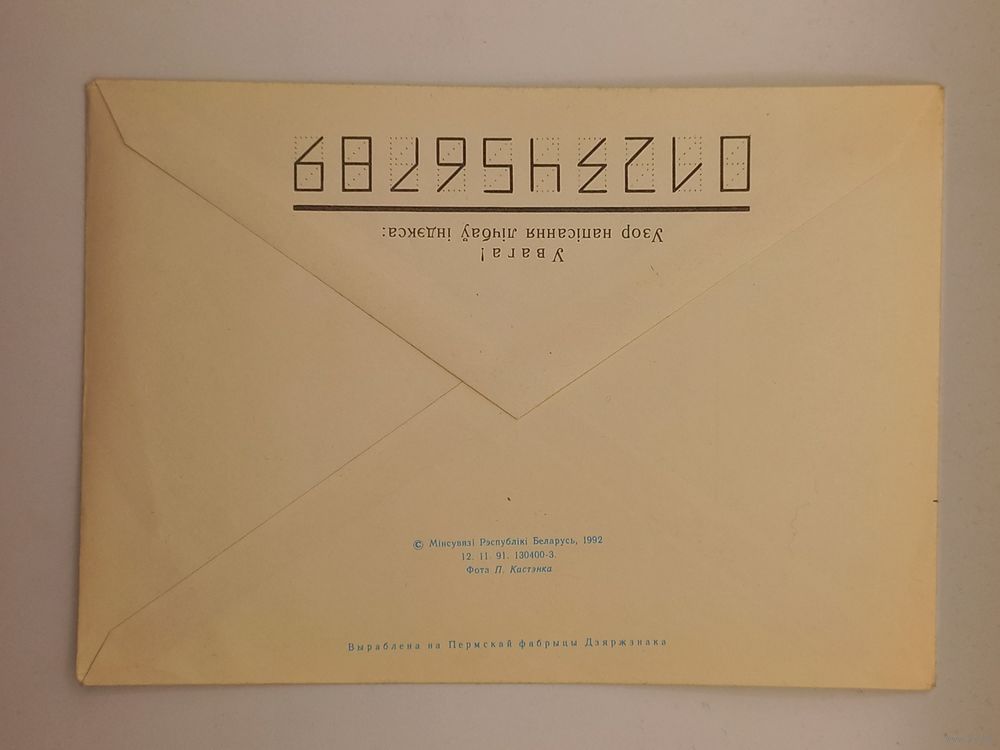 Увага!
Узор напісання лічбаў індэкса:
0123456789
© Мінсувязі Рэспублікі Беларусь, 1992
12. 11. 91. 130400-3.
Фота П. Кастэнка
Выраблена на Пермскай фабрыцы Дзяржзнака